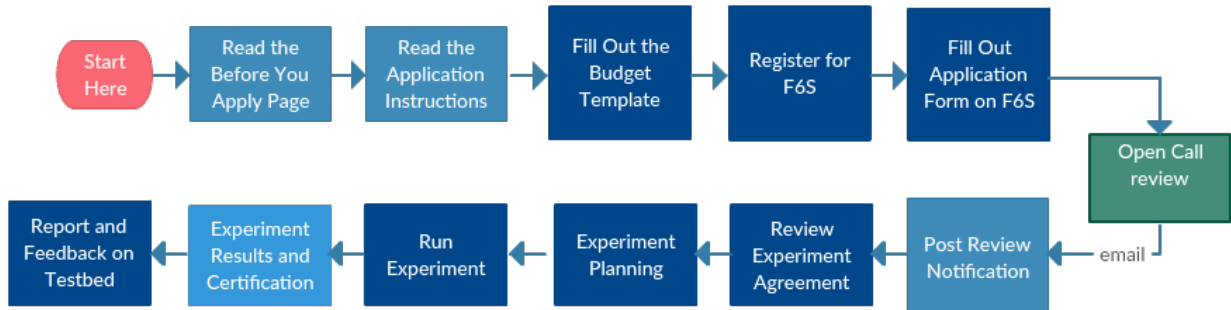 Start
Here
Read the
Before You
Apply Page
Read the
Application
Instructions
Fill Out the
Budget
Template
Register for
F6S
Fill Out
Application
Form on F6S
Open Call
review
email
Post Review
Notification
Review
Experiment
Agreement
Experiment
Planning
Run
Experiment
Experiment
Results and
Certification
Report and
Feedback on
Testbed